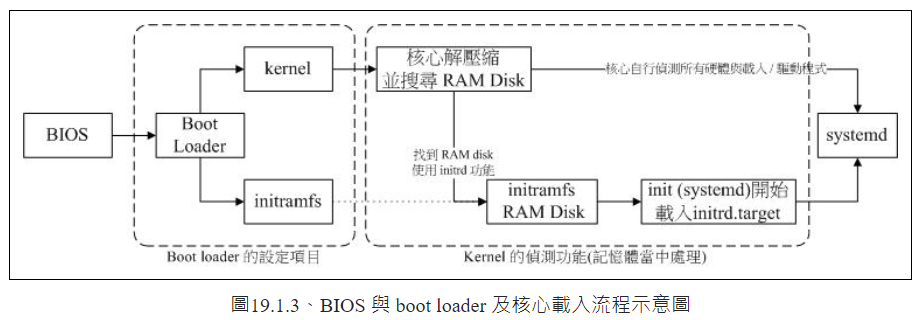 BIOS
Boot
Loader
kernel
initramfs
Boot loader 的設定項目
核心解壓縮
並搜尋 RAM Disk
核心自行偵測所有硬體與載入 / 驅動程式
找到 RAM disk
使用 initrd 功能
initramfs
RAM Disk
init (systemd)開始
載入initrd.target
Kernel 的偵測功能(記憶體當中處理)
systemd
圖19.1.3、BIOS 與 boot loader 及核心載入流程示意圖